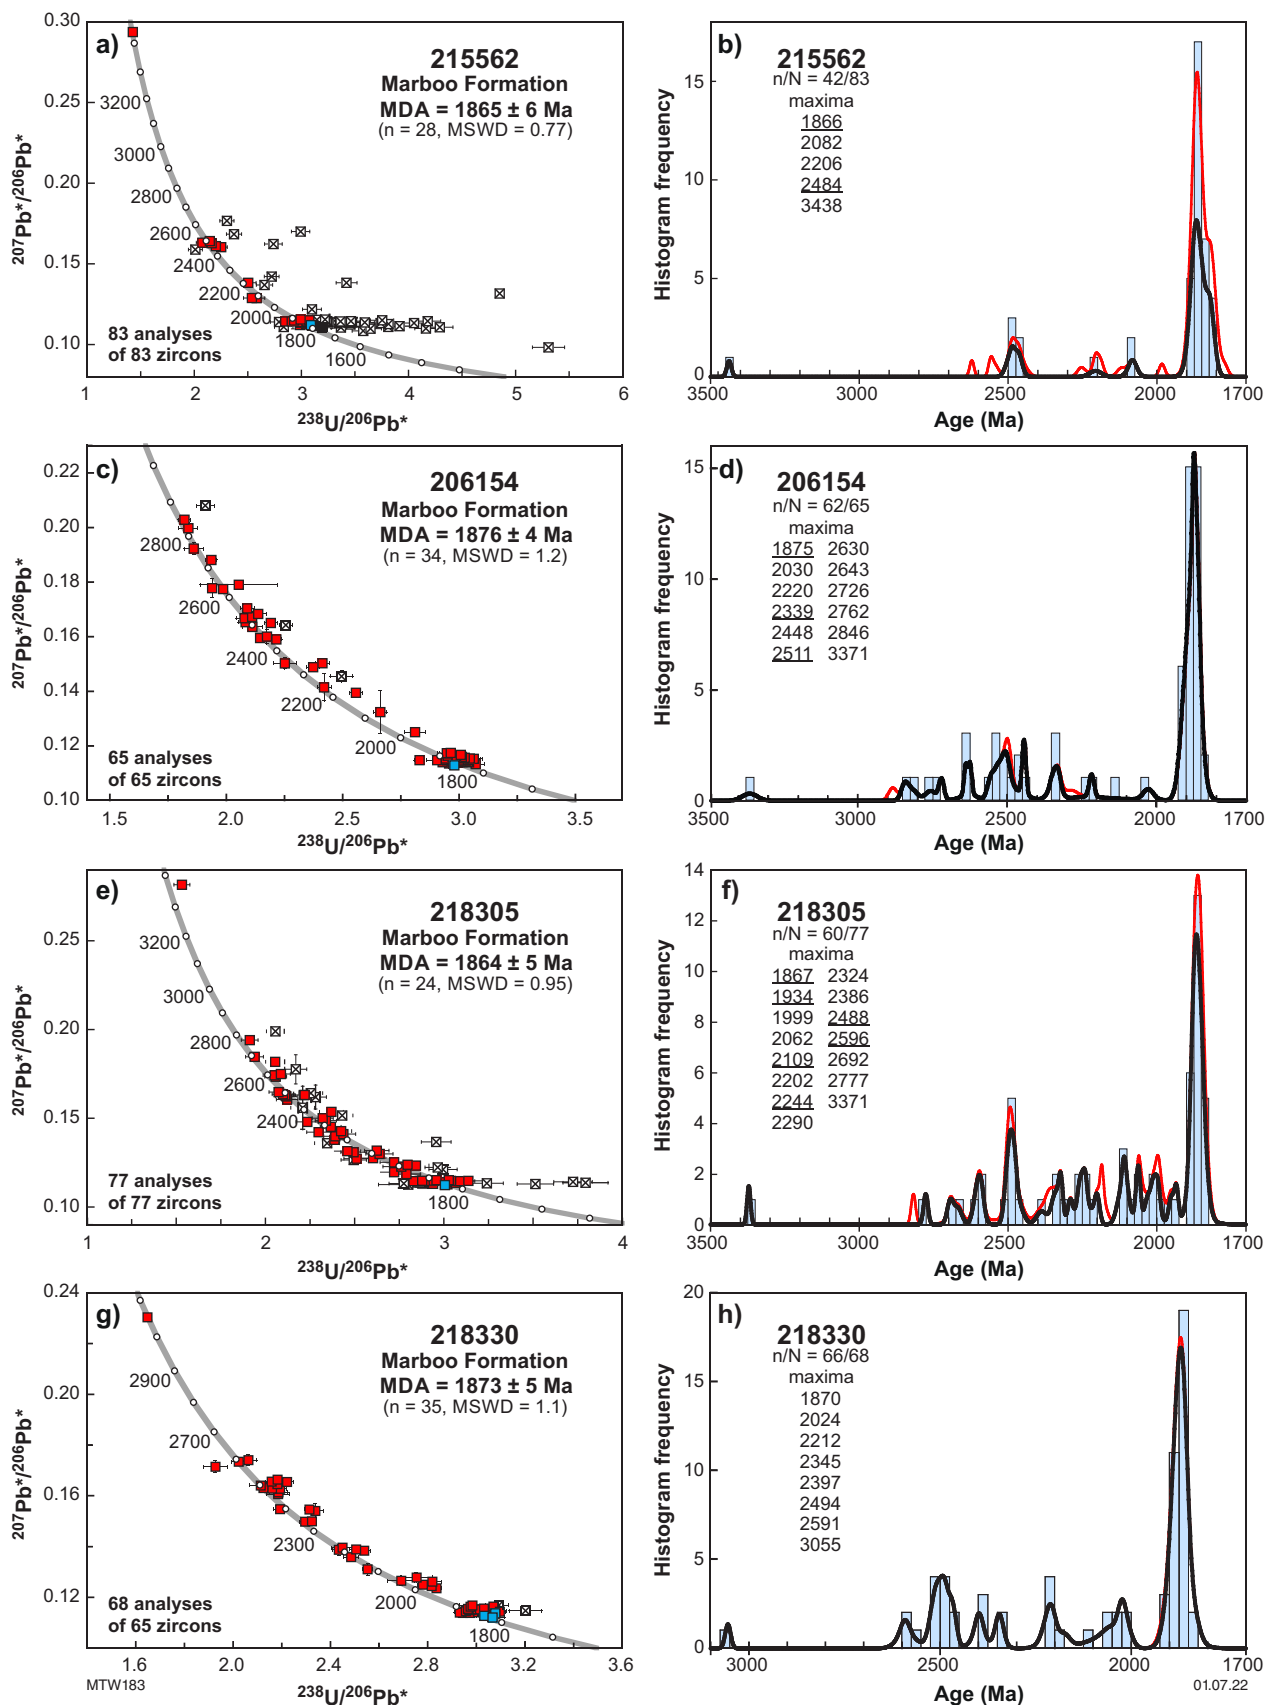 a)
215562
Marboo Formation
MDA = 1865 ± 6 Ma
(n = 28, MSWD = 0.77)
83 analyses
of 83 zircons
3200
3000
2800
2600
2400
2200
2000
1800
1600
0.30
0.25
0.20
0.15
0.10
1 2 3 4 5 6
207Pb*/206Pb*
238U/206Pb*
b)
215562
n/N = 42/83
maxima
1866
2082
2206
2484
3438
Histogram frequency
15
10
5
0
3500 3000 2500 2000 1700
Age (Ma)
c)
206154
Marboo Formation
MDA = 1876 ± 4 Ma
(n = 34, MSWD = 1.2)
65 analyses
of 65 zircons
2800
2600
2400
2200
2000
1800
0.22
0.20
0.18
0.16
0.14
0.12
0.10
1.5 2.0 2.5 3.0 3.5
207Pb*/206Pb*
238U/206Pb*
d)
206154
n/N = 62/65
maxima
1875 2630
2030 2643
2220 2726
2339 2762
2448 2846
2511 3371
Histogram frequency
15
10
5
0
3500 3000 2500 2000 1700
Age (Ma)
e)
218305
Marboo Formation
MDA = 1864 ± 5 Ma
(n = 24, MSWD = 0.95)
77 analyses
of 77 zircons
3200
3000
2800
2600
2400
1800
0.25
0.20
0.15
0.10
1 2 3 4
207Pb*/206Pb*
238U/206Pb*
f)
218305
n/N = 60/77
maxima
1867 2324
1934 2386
1999 2488
2062 2596
2109 2692
2202 2777
2244 3371
2290
Histogram frequency
14
12
10
8
6
4
2
0
3500 3000 2500 2000 1700
Age (Ma)
g)
218330
Marboo Formation
MDA = 1873 ± 5 Ma
(n = 35, MSWD = 1.1)
68 analyses
of 65 zircons
2900
2700
2300
2000
1800
0.24
0.20
0.16
0.12
1.6 2.0 2.4 2.8 3.2 3.6
207Pb*/206Pb*
238U/206Pb*
MTW183
h)
218330
n/N = 66/68
maxima
1870
2024
2212
2345
2397
2494
2591
3055
Histogram frequency
20
15
10
5
0
3000 2500 2000 1700
Age (Ma)
01.07.22